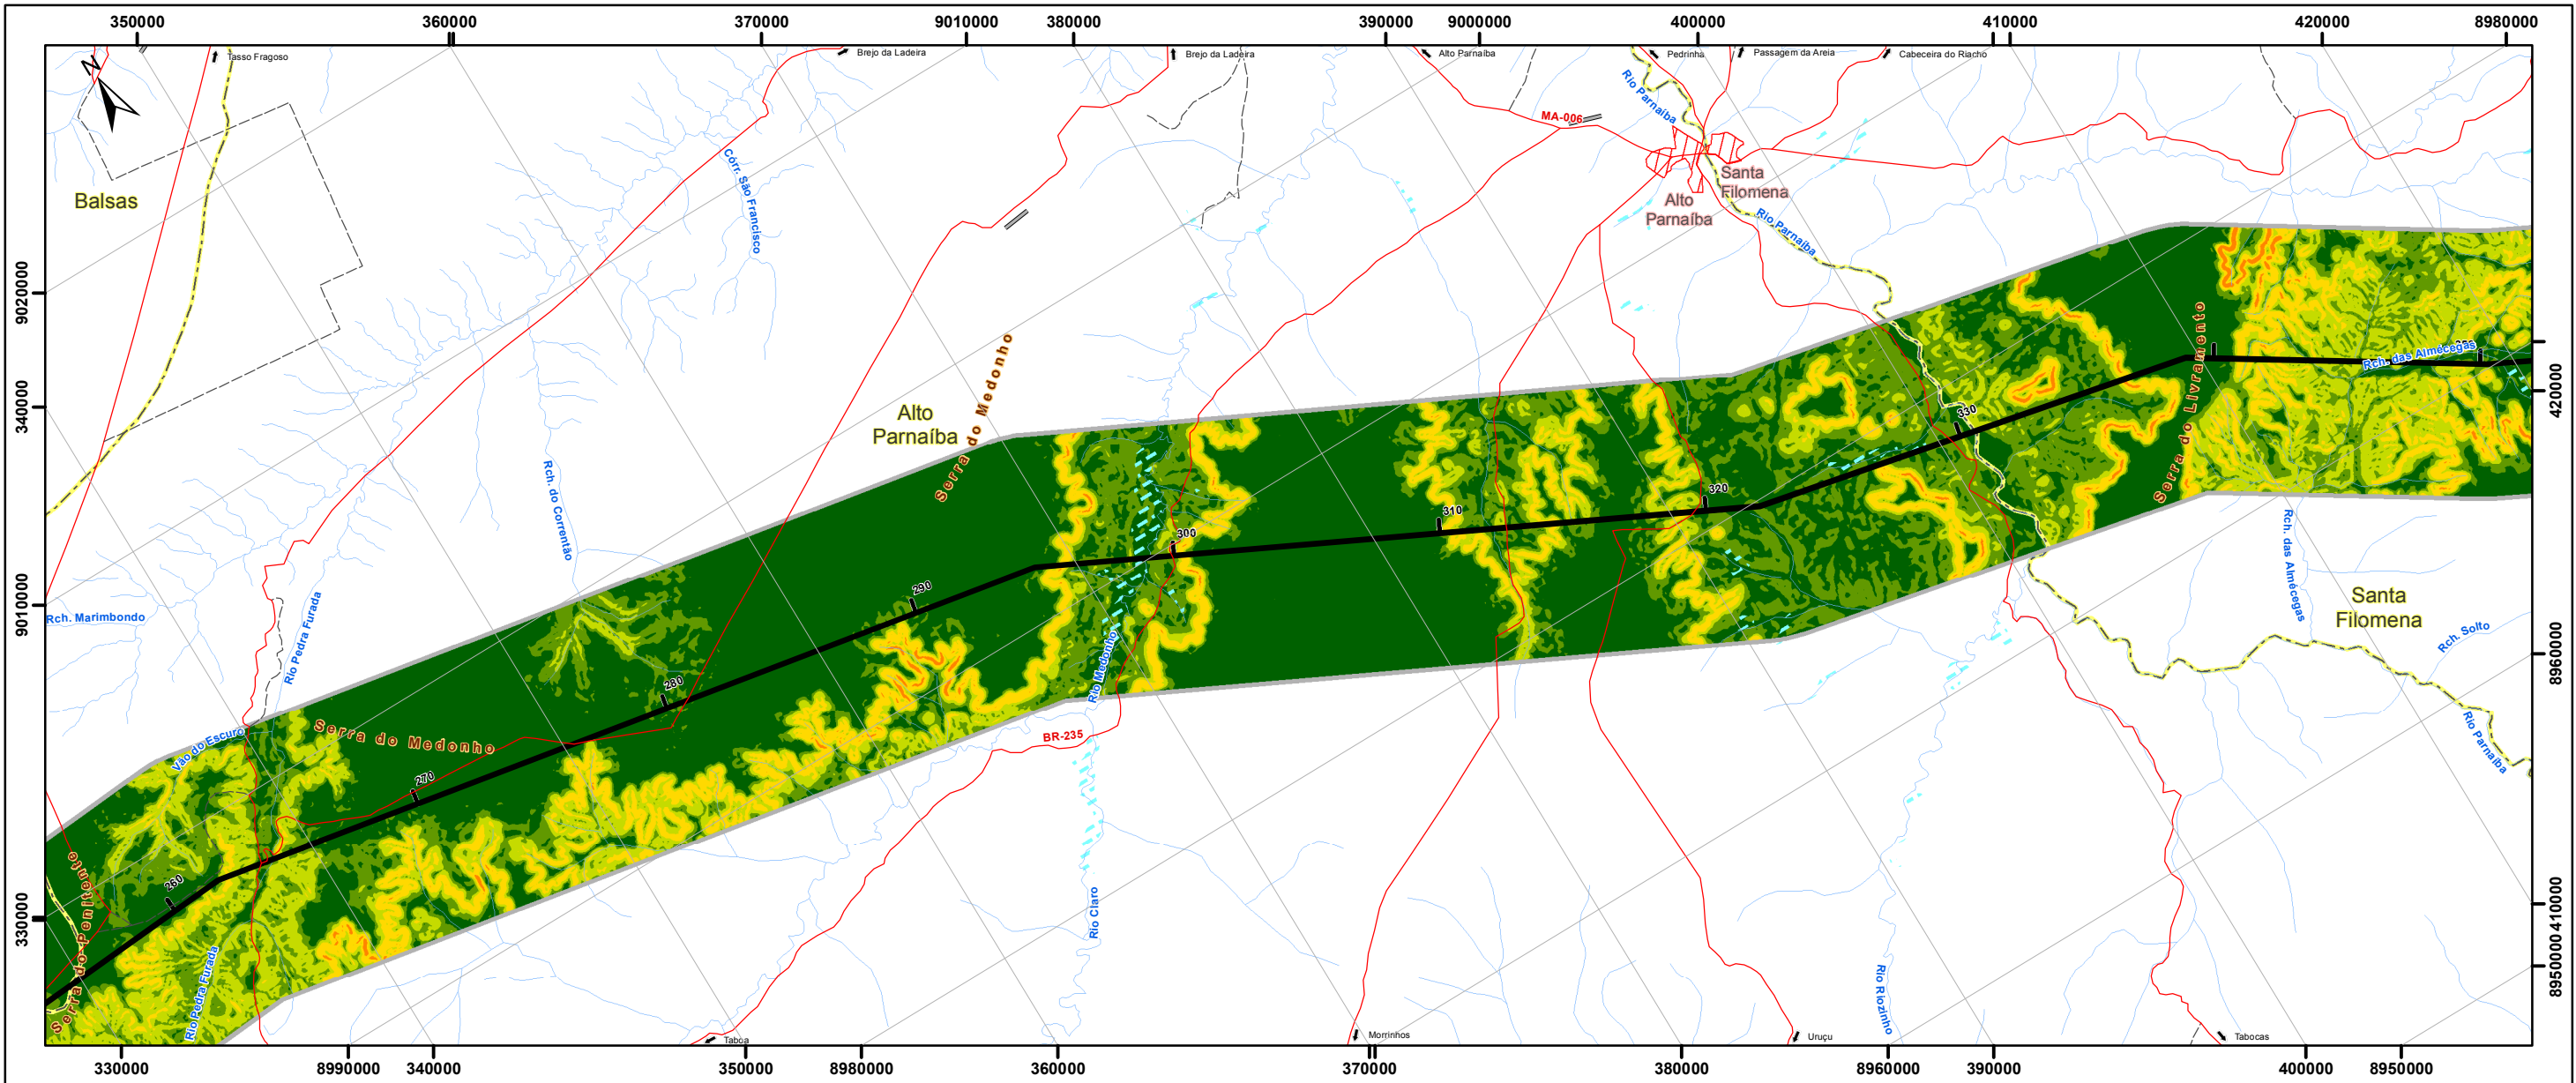 350000
360000
370000
9010000
380000
390000
9000000
400000
410000
420000
8980000
N
Tasso Fragoso
Brejo da Ladeira
Brejo da Ladeira
Alto Parnaíba
Pedrinha
Passagem da Areia
Cabeceira do Riacho
Rio Parnaíba
MA-006
Balsas
Córr. São Francisco
Santa
Filomena
Alto
Parnaíba
Rio Parnaíba
9020000
340000
9010000
330000
420000
8960000
410000
8950000
Serra do Medonho
Alto
Parnaíba
Serra do Livramento
Rch. das Almécegas
330
320
310
300
290
280
270
260
Rch. do Correntão
Rch. Marimbondo
Rio Pedra Furada
Vão do Escuro
Serra do Medonho
Rio Medonho
BR-235
Rch. das Almécegas
Santa
Filomena
Rch. Solto
Rio Parnaíba
Serra do Penitente
Rio Pedra Furada
Rio Claro
Rio Riozinho
Taboa
Morrinhos
Uruçu
Tabocas
330000
8990000
340000
350000
8980000
360000
370000
380000
8960000
390000
400000
8950000